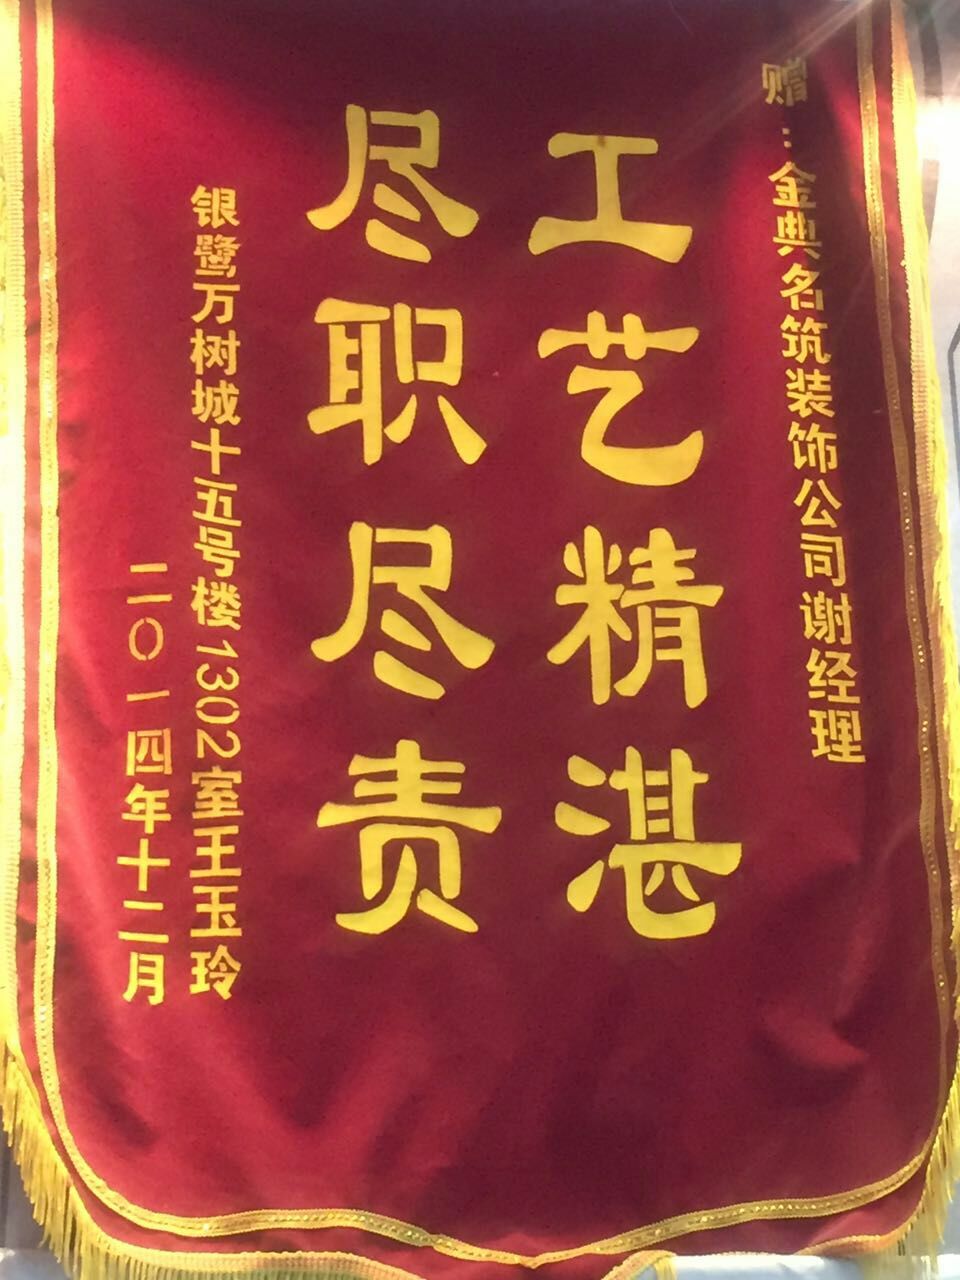 赠:金典名筑装饰公司谢经理
工艺精湛
尽职尽责
银鹭万树城十五号楼1302室王玉玲
二〇一四年十二月